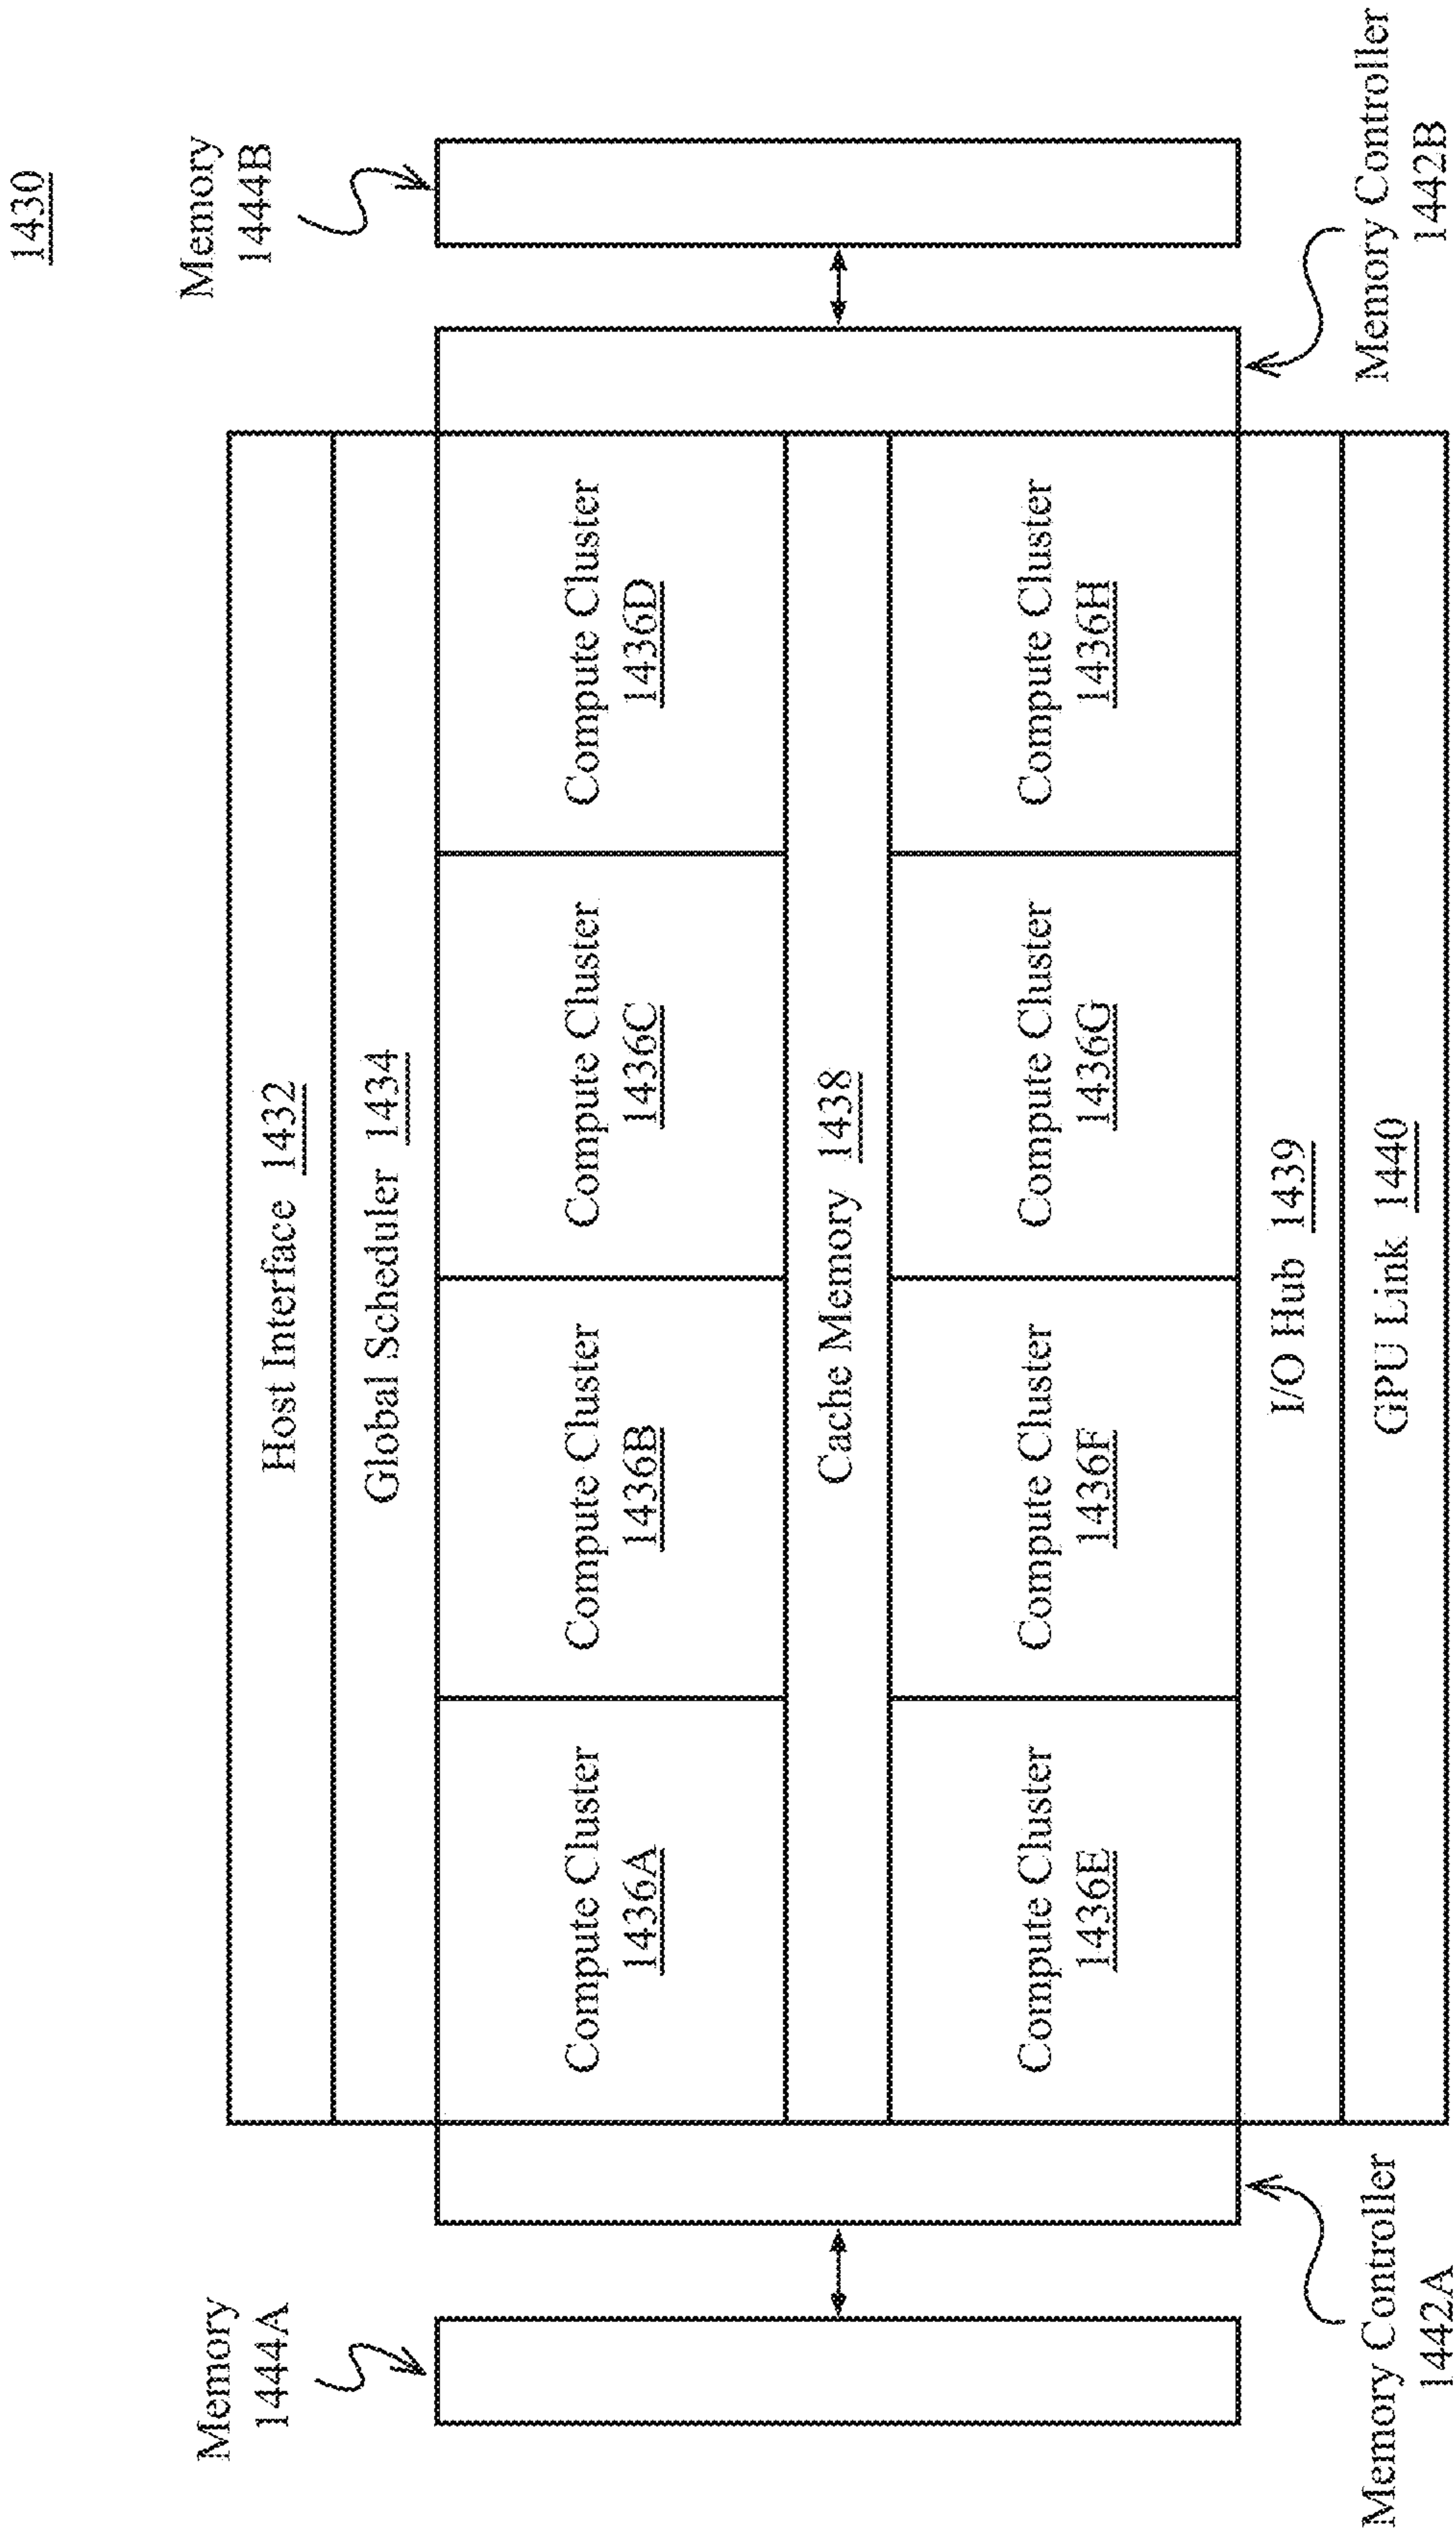 1430
Memory
1444A
Memory
1444B
Host Interface 1432
Global Scheduler 1434
Compute Cluster
1436A
Compute Cluster
1436B
Compute Cluster
1436C
Compute Cluster
1436D
Cache Memory 1438
Compute Cluster
1436E
Compute Cluster
1436F
Compute Cluster
1436G
Compute Cluster
1436H
I/O Hub 1439
GPU Link 1440
Memory Controller
1442A
Memory Controller
1442B